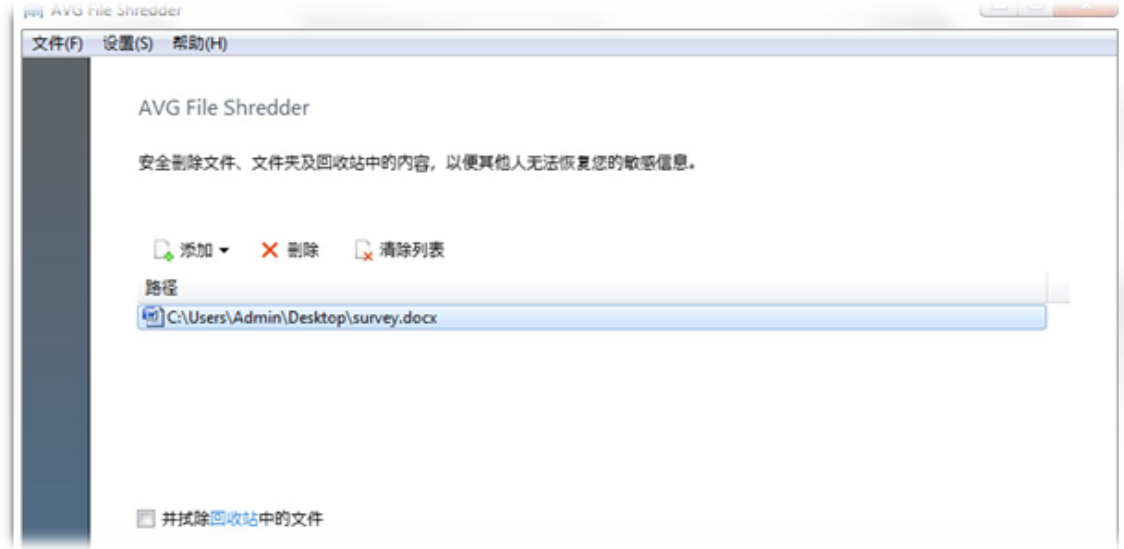 AVG File Shredder
文件(F) 设置(S) 帮助(H)
AVG File Shredder
安全删除文件、文件夹及回收站中的内容，以便其他人无法恢复您的敏感信息。
添加 删除 清除列表
路径
C:\Users\Admin\Desktop\survey.docx
并拭除回收站中的文件